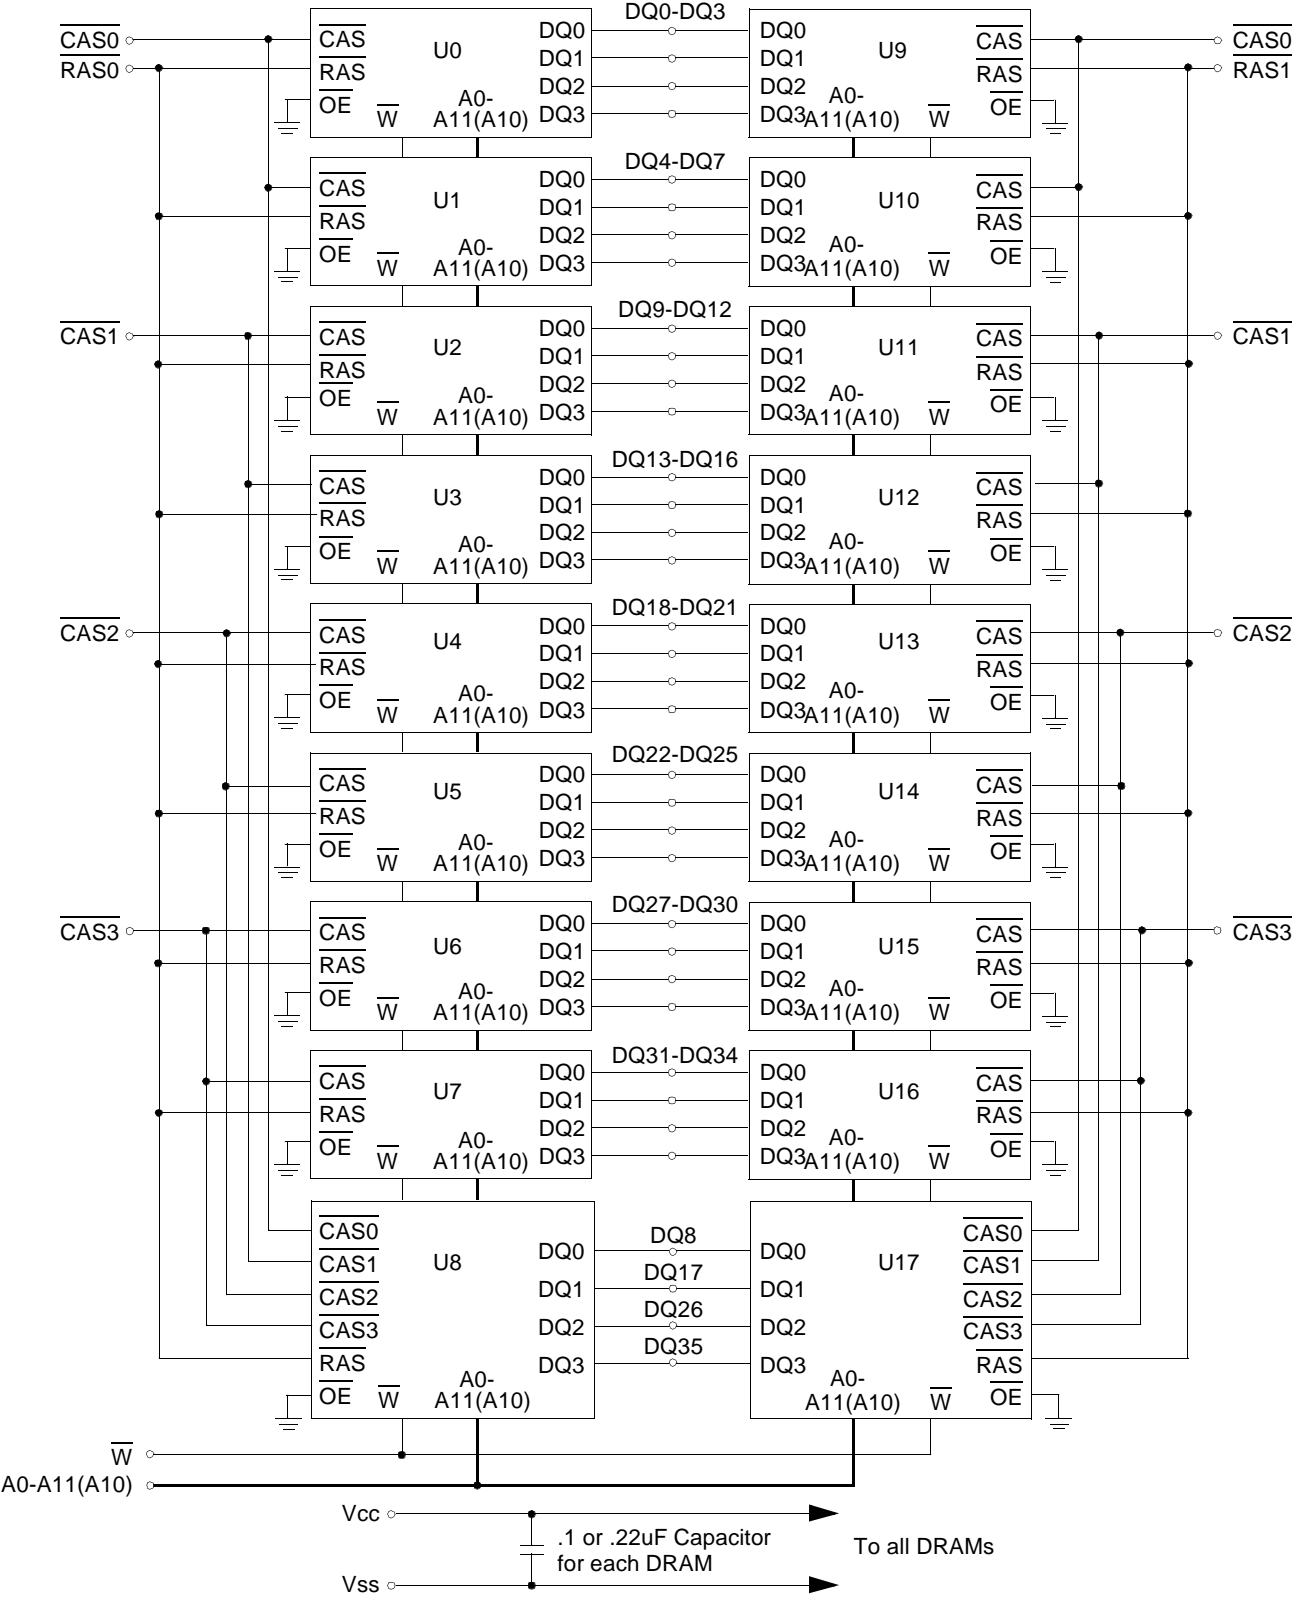 DQ0-DQ3
CAS0 CAS U0 DQ0 DQ0 U9 CAS CAS0
RAS0 RAS DQ1 DQ1 RAS RAS1
OE A0- DQ2 DQ2 A0- OE
W A11(A10) DQ3 DQ3 A11(A10) W
DQ4-DQ7
CAS U1 DQ0 DQ0 U10 CAS
RAS DQ1 DQ1 RAS
OE A0- DQ2 DQ2 A0- OE
W A11(A10) DQ3 DQ3 A11(A10) W
DQ9-DQ12
CAS1 CAS U2 DQ0 DQ0 U11 CAS CAS1
RAS DQ1 DQ1 RAS
OE A0- DQ2 DQ2 A0- OE
W A11(A10) DQ3 DQ3 A11(A10) W
DQ13-DQ16
CAS U3 DQ0 DQ0 U12 CAS
RAS DQ1 DQ1 RAS
OE A0- DQ2 DQ2 A0- OE
W A11(A10) DQ3 DQ3 A11(A10) W
DQ18-DQ21
CAS2 CAS U4 DQ0 DQ0 U13 CAS CAS2
RAS DQ1 DQ1 RAS
OE A0- DQ2 DQ2 A0- OE
W A11(A10) DQ3 DQ3 A11(A10) W
DQ22-DQ25
CAS U5 DQ0 DQ0 U14 CAS
RAS DQ1 DQ1 RAS
OE A0- DQ2 DQ2 A0- OE
W A11(A10) DQ3 DQ3 A11(A10) W
DQ27-DQ30
CAS3 CAS U6 DQ0 DQ0 U15 CAS CAS3
RAS DQ1 DQ1 RAS
OE A0- DQ2 DQ2 A0- OE
W A11(A10) DQ3 DQ3 A11(A10) W
DQ31-DQ34
CAS U7 DQ0 DQ0 U16 CAS
RAS DQ1 DQ1 RAS
OE A0- DQ2 DQ2 A0- OE
W A11(A10) DQ3 DQ3 A11(A10) W
CAS0 DQ8 CAS0
CAS1 U8 DQ0 DQ0 U17 CAS1
DQ17
CAS2 DQ1 DQ1 CAS2
DQ26
CAS3 DQ2 DQ2 CAS3
DQ35
RAS DQ3 DQ3 RAS
OE A0- A0- OE
W A11(A10) A11(A10) W
W
A0-A11(A10)
Vcc
.1 or .22uF Capacitor
To all DRAMs
for each DRAM
Vss